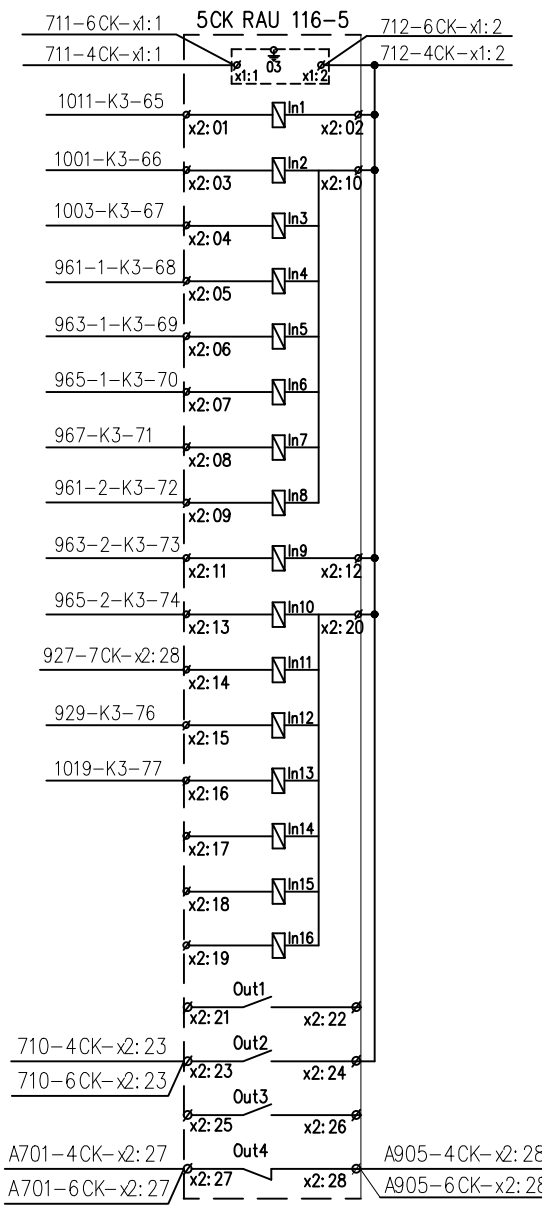 5CK RAU 116-5
711-6CK-x1:1
712-6CK-x1:2
711-4CK-x1:1
712-4CK-x1:2
x1:1 03 x1:2
1011-K3-65
In1
x2:01 x2:02
1001-K3-66
In2
x2:03 x2:10
1003-K3-67
In3
x2:04
961-1-K3-68
In4
x2:05
963-1-K3-69
In5
x2:06
965-1-K3-70
In6
x2:07
967-K3-71
In7
x2:08
961-2-K3-72
In8
x2:09
963-2-K3-73
In9
x2:11 x2:12
965-2-K3-74
In10
x2:13 x2:20
927-7CK-x2:28
In11
x2:14
929-K3-76
In12
x2:15
1019-K3-77
In13
x2:16
In14
x2:17
In15
x2:18
In16
x2:19
Out1
x2:21 x2:22
710-4CK-x2:23
Out2
x2:23 x2:24
710-6CK-x2:23
Out3
x2:25 x2:26
A701-4CK-x2:27
Out4
A905-4CK-x2:28
x2:27 x2:28
A701-6CK-x2:27
A905-6CK-x2:28